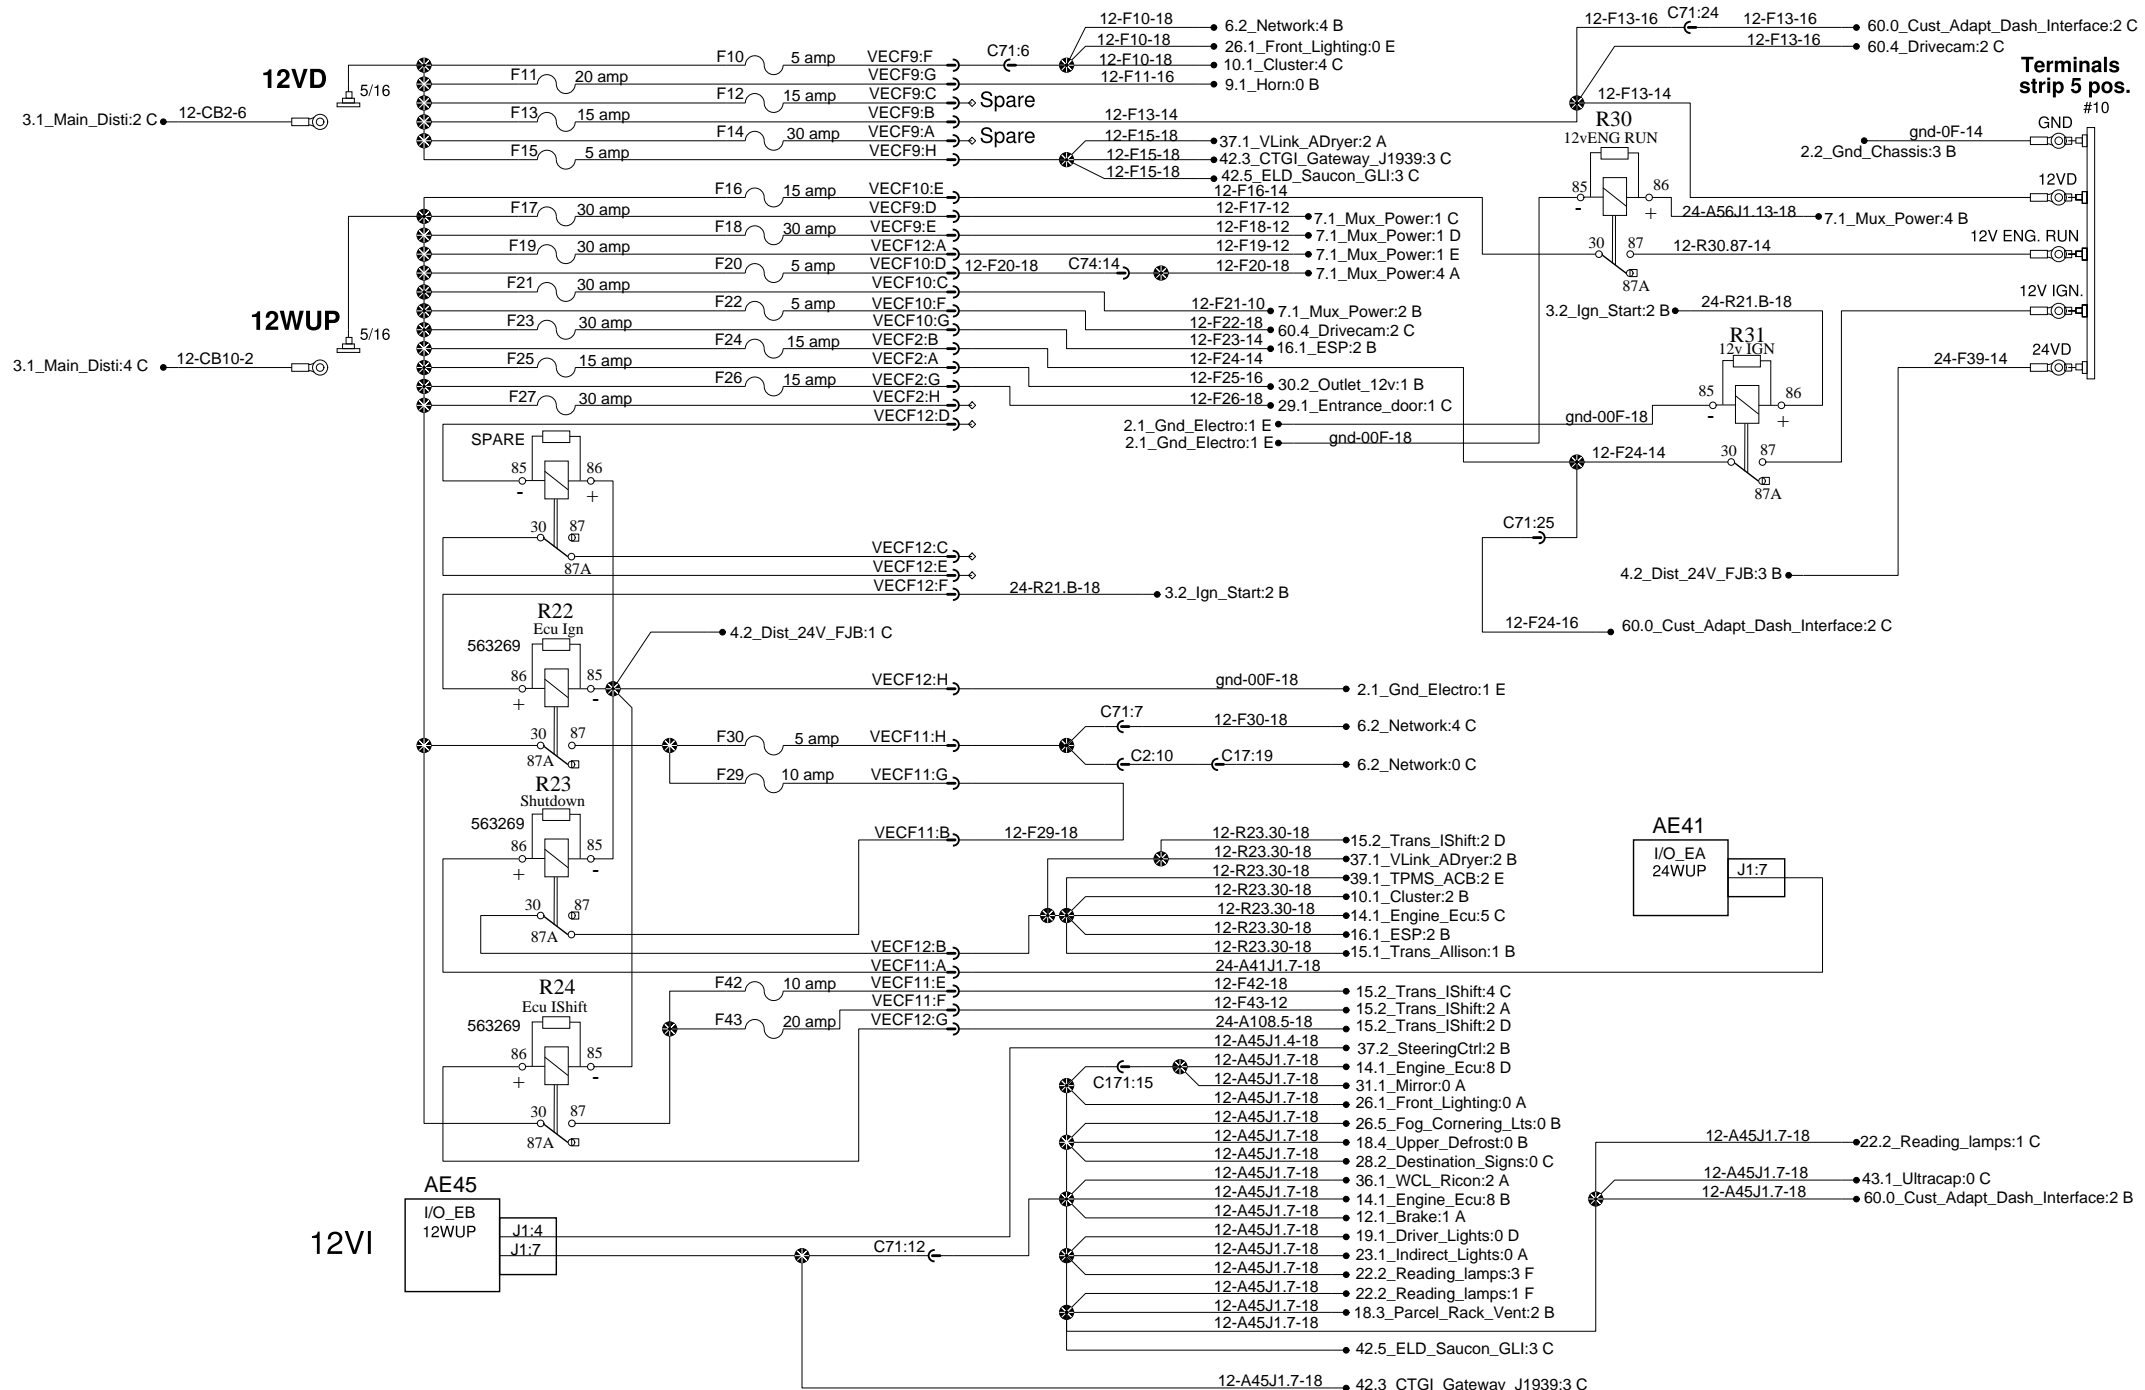 12VD
5/16
3.1_Main_Disti:2 C
12-CB2-6
F10 5 amp VECF9:F C71:6
12-F10-18 6.2_Network:4 B
12-F10-18 26.1_Front_Lighting:0 E
12-F10-18 10.1_Cluster:4 C
F11 20 amp VECF9:G 12-F11-16 9.1_Horn:0 B
F12 15 amp VECF9:C Spare
F13 15 amp VECF9:B 12-F13-14
F14 30 amp VECF9:A Spare
F15 5 amp VECF9:H
12-F15-18 37.1_VLink_ADryer:2 A
12-F15-18 42.3_CTGI_Gateway_J1939:3 C
12-F15-18 42.5_ELD_Saucon_GLI:3 C
12-F13-16 C71:24 12-F13-16 60.0_Cust_Adapt_Dash_Interface:2 C
12-F13-16 60.4_Drivecam:2 C
12-F13-14
Terminals
strip 5 pos.
#10
GND
gnd-0F-14
2.2_Gnd_Chassis:3 B
12VD
12V ENG. RUN
12V IGN.
24VD
R30
12vENG RUN
85 86
- +
24-A56J1.13-18 7.1_Mux_Power:4 B
30 87 12-R30.87-14
87A
12WUP
5/16
3.1_Main_Disti:4 C
12-CB10-2
F16 15 amp VECF10:E 12-F16-14
F17 30 amp VECF9:D 12-F17-12 7.1_Mux_Power:1 C
F18 30 amp VECF9:E 12-F18-12 7.1_Mux_Power:1 D
F19 30 amp VECF12:A 12-F19-12 7.1_Mux_Power:1 E
F20 5 amp VECF10:D 12-F20-18 C74:14 12-F20-18 7.1_Mux_Power:4 A
F21 30 amp VECF10:C 12-F21-10 7.1_Mux_Power:2 B
F22 5 amp VECF10:F 12-F22-18 60.4_Drivecam:2 C
F23 30 amp VECF10:G 12-F23-14 16.1_ESP:2 B
F24 15 amp VECF2:B 12-F24-14
F25 15 amp VECF2:A 12-F25-16 30.2_Outlet_12v:1 B
F26 15 amp VECF2:G 12-F26-18 29.1_Entrance_door:1 C
F27 30 amp VECF2:H
VECF12:D
2.1_Gnd_Electro:1 E gnd-00F-18
2.1_Gnd_Electro:1 E gnd-00F-18
3.2_Ign_Start:2 B 24-R21.B-18
R31
12v IGN
85 86
- +
24-F39-14
12-F24-14 30 87
87A
C71:25
4.2_Dist_24V_FJB:3 B
12-F24-16 60.0_Cust_Adapt_Dash_Interface:2 C
SPARE
85 86
- +
30 87
87A
VECF12:C
VECF12:E
VECF12:F 24-R21.B-18 3.2_Ign_Start:2 B
R22
Ecu Ign
563269
4.2_Dist_24V_FJB:1 C
86 85
+ -
VECF12:H gnd-00F-18 2.1_Gnd_Electro:1 E
30 87
87A
F30 5 amp VECF11:H
C71:7 12-F30-18 6.2_Network:4 C
C2:10 C17:19 6.2_Network:0 C
F29 10 amp VECF11:G
R23
Shutdown
563269
86 85
+ -
30 87
87A
VECF11:B 12-F29-18
12-R23.30-18 15.2_Trans_IShift:2 D
12-R23.30-18 37.1_VLink_ADryer:2 B
12-R23.30-18 39.1_TPMS_ACB:2 E
12-R23.30-18 10.1_Cluster:2 B
12-R23.30-18 14.1_Engine_Ecu:5 C
12-R23.30-18 16.1_ESP:2 B
VECF12:B 12-R23.30-18 15.1_Trans_Allison:1 B
VECF11:A 24-A41J1.7-18
AE41
I/O_EA
24WUP
J1:7
R24
Ecu IShift
563269
86 85
+ -
30 87
87A
F42 10 amp VECF11:E 12-F42-18 15.2_Trans_IShift:4 C
F43 20 amp VECF11:F 12-F43-12 15.2_Trans_IShift:2 A
VECF12:G 24-A108.5-18 15.2_Trans_IShift:2 D
12-A45J1.4-18 37.2_SteeringCtrl:2 B
C171:15
12-A45J1.7-18 14.1_Engine_Ecu:8 D
12-A45J1.7-18 31.1_Mirror:0 A
12-A45J1.7-18 26.1_Front_Lighting:0 A
12-A45J1.7-18 26.5_Fog_Cornering_Lts:0 B
12-A45J1.7-18 18.4_Upper_Defrost:0 B
12-A45J1.7-18 28.2_Destination_Signs:0 C
12-A45J1.7-18 36.1_WCL_Ricon:2 A
12-A45J1.7-18 14.1_Engine_Ecu:8 B
12-A45J1.7-18 12.1_Brake:1 A
12-A45J1.7-18 19.1_Driver_Lights:0 D
12-A45J1.7-18 23.1_Indirect_Lights:0 A
12-A45J1.7-18 22.2_Reading_lamps:3 F
12-A45J1.7-18 22.2_Reading_lamps:1 F
12-A45J1.7-18 18.3_Parcel_Rack_Vent:2 B
12-A45J1.7-18
42.5_ELD_Saucon_GLI:3 C
12-A45J1.7-18 42.3_CTGI_Gateway_J1939:3 C
12-A45J1.7-18 22.2_Reading_lamps:1 C
12-A45J1.7-18 43.1_Ultracap:0 C
12-A45J1.7-18 60.0_Cust_Adapt_Dash_Interface:2 B
12VI
AE45
I/O_EB
12WUP
J1:4
J1:7
C71:12